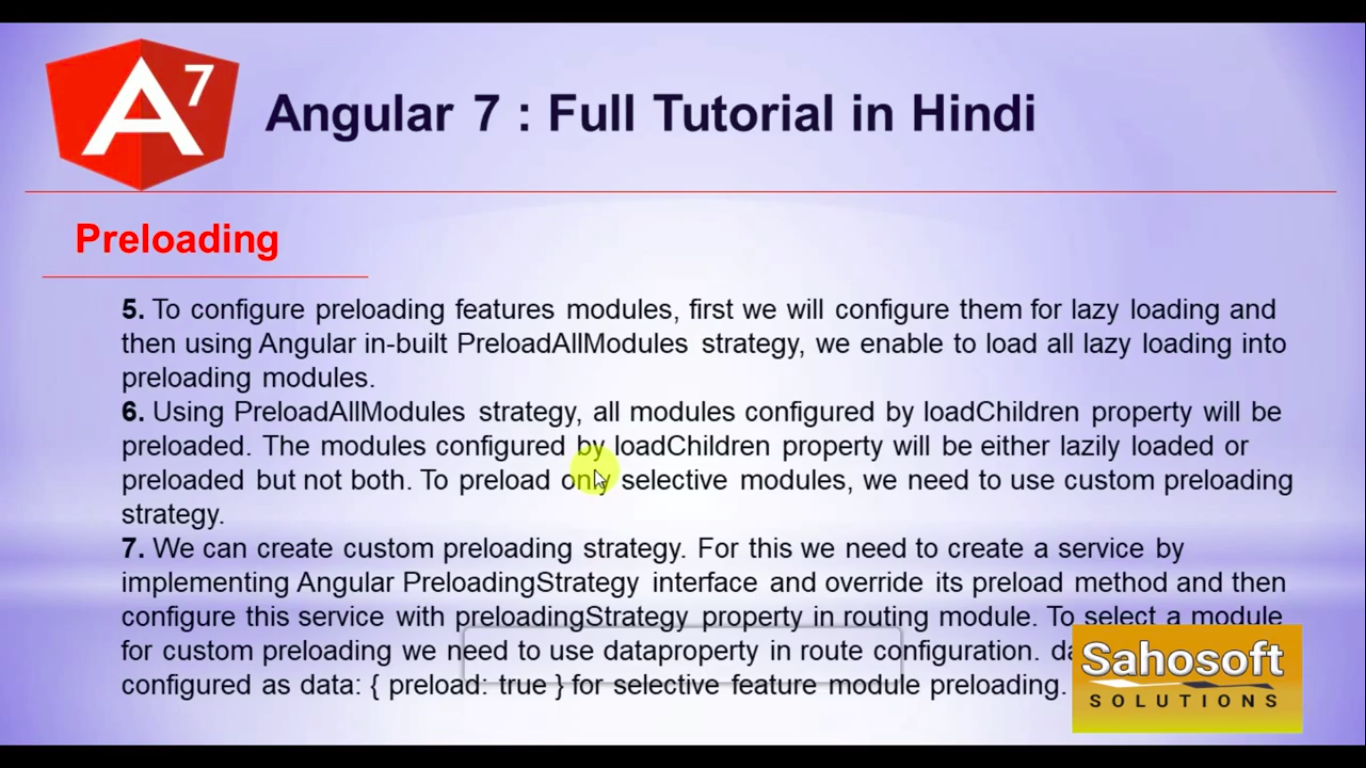 A 7
Angular 7 : Full Tutorial in Hindi
Preloading
5. To configure preloading features modules, first we will configure them for lazy loading and
then using Angular in-built PreloadAllModules strategy, we enable to load all lazy loading into
preloading modules.
6. Using PreloadAllModules strategy, all modules configured by loadChildren property will be
preloaded. The modules configured by loadChildren property will be either lazily loaded or
preloaded but not both. To preload only selective modules, we need to use custom preloading
strategy.
7. We can create custom preloading strategy. For this we need to create a service by
implementing Angular PreloadingStrategy interface and override its preload method and then
configure this service with preloadingStrategy property in routing module. To select a module
for custom preloading we need to use dataproperty in route configuration.
configured as data: { preload: true } for selective feature module preloading.
Sahosoft
SOLUTIONS